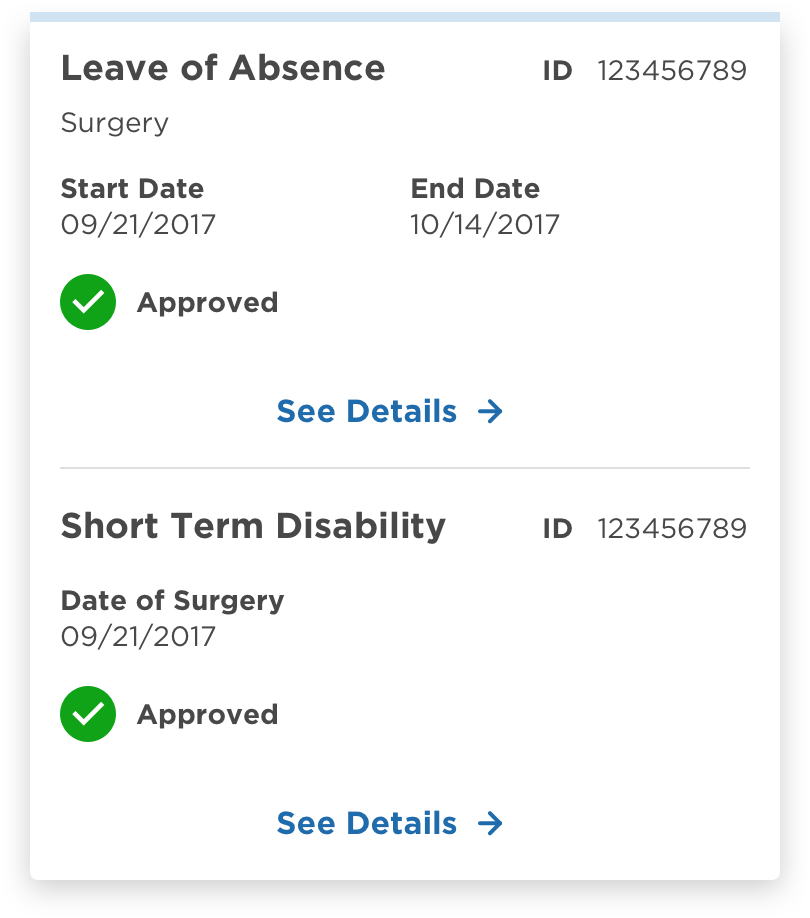 Leave of Absence ID 123456789
Surgery
Start Date End Date
09/21/2017 10/14/2017
Approved
See Details
Short Term Disability ID 123456789
Date of Surgery
09/21/2017
Approved
See Details